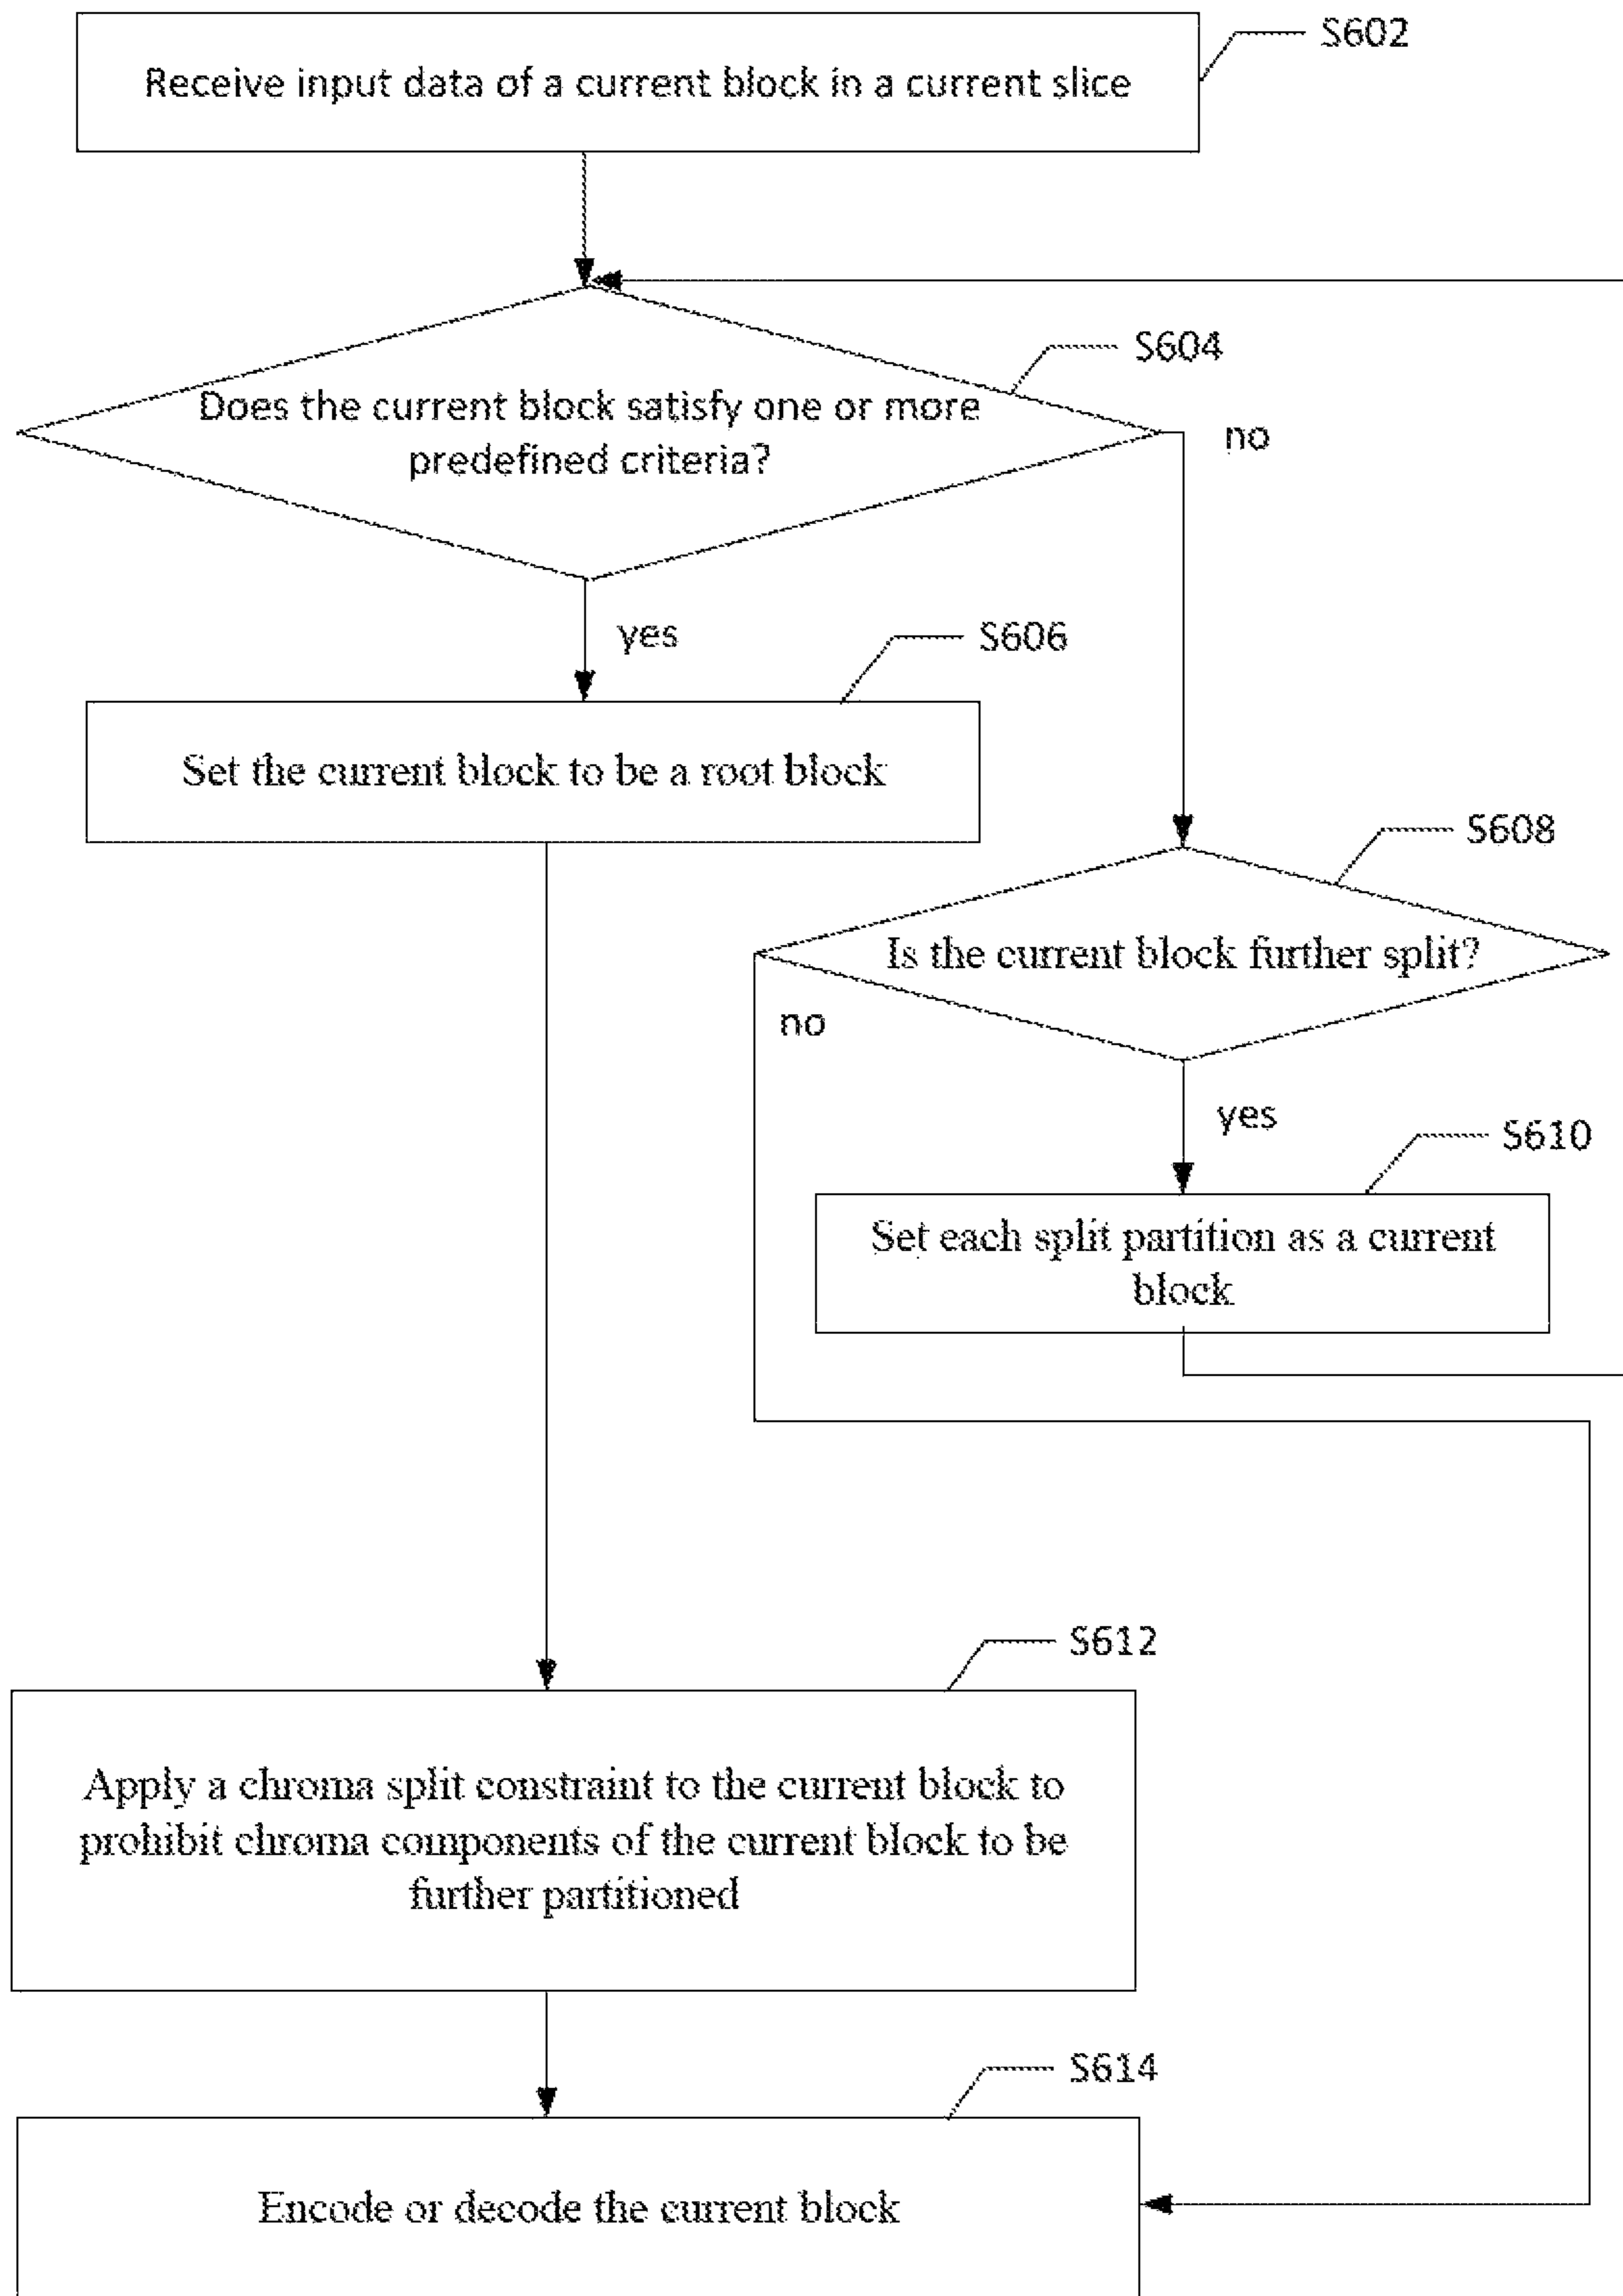 S602
Receive input data of a current block in a current slice
S604
Does the current block satisfy one or more
predefined criteria?
no
yes
S606
Set the current block to be a root block
S608
Is the current block further split?
no
yes
S610
Set each split partition as a current
block
S612
Apply a chroma split constraint to the current block to
prohibit chroma components of the current block to be
further partitioned
S614
Encode or decode the current block